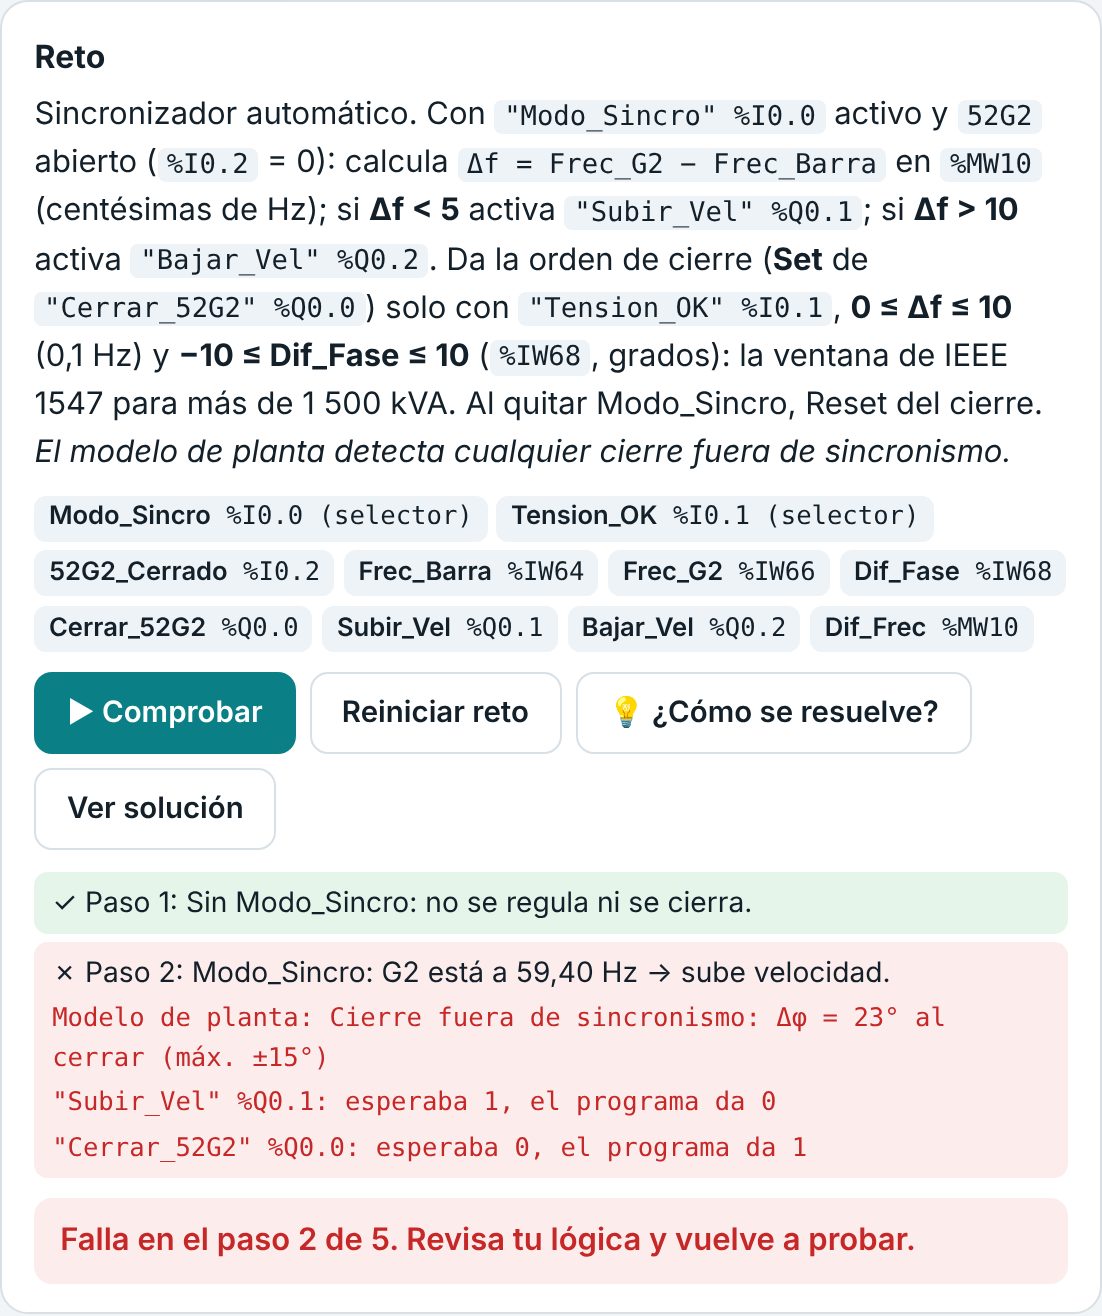 Reto
Sincronizador automático. Con "Modo_Sincro" %I0.0 activo y 52G2
abierto (%I0.2 = 0): calcula Δf = Frec_G2 − Frec_Barra en %MW10
(centésimas de Hz); si Δf < 5 activa "Subir_Vel" %Q0.1; si Δf > 10
activa "Bajar_Vel" %Q0.2. Da la orden de cierre (Set de
"Cerrar_52G2" %Q0.0) solo con "Tension_OK" %I0.1, 0 ≤ Δf ≤ 10
(0,1 Hz) y −10 ≤ Dif_Fase ≤ 10 (%IW68, grados): la ventana de IEEE
1547 para más de 1 500 kVA. Al quitar Modo_Sincro, Reset del cierre.
El modelo de planta detecta cualquier cierre fuera de sincronismo.
Modo_Sincro %I0.0 (selector) Tension_OK %I0.1 (selector)
52G2_Cerrado %I0.2 Frec_Barra %IW64 Frec_G2 %IW66 Dif_Fase %IW68
Cerrar_52G2 %Q0.0 Subir_Vel %Q0.1 Bajar_Vel %Q0.2 Dif_Frec %MW10
▶ Comprobar Reiniciar reto 💡 ¿Cómo se resuelve?
Ver solución
✓ Paso 1: Sin Modo_Sincro: no se regula ni se cierra.
× Paso 2: Modo_Sincro: G2 está a 59,40 Hz → sube velocidad.
Modelo de planta: Cierre fuera de sincronismo: Δφ = 23° al
cerrar (máx. ±15°)
"Subir_Vel" %Q0.1: esperaba 1, el programa da 0
"Cerrar_52G2" %Q0.0: esperaba 0, el programa da 1
Falla en el paso 2 de 5. Revisa tu lógica y vuelve a probar.